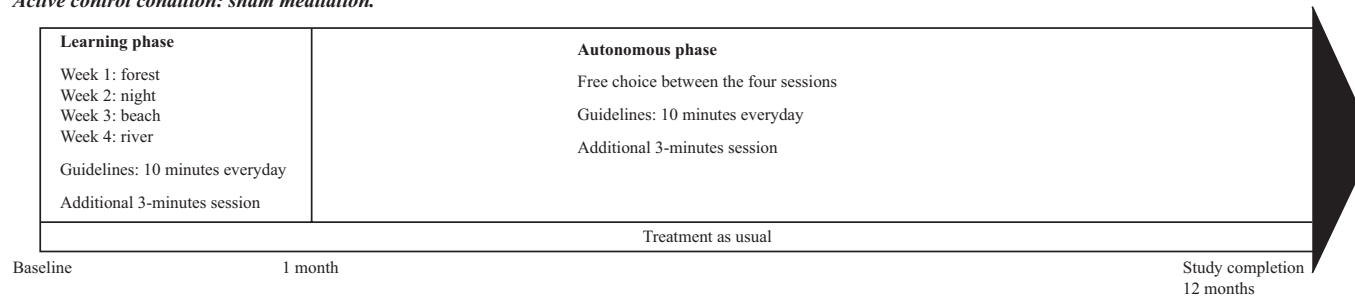 Active control condition: sham meditation.
Learning phase
Week 1: forest
Week 2: night
Week 3: beach
Week 4: river
Guidelines: 10 minutes everyday
Additional 3-minutes session
Autonomous phase
Free choice between the four sessions
Guidelines: 10 minutes everyday
Additional 3-minutes session
Treatment as usual
Baseline
1 month
Study completion
12 months